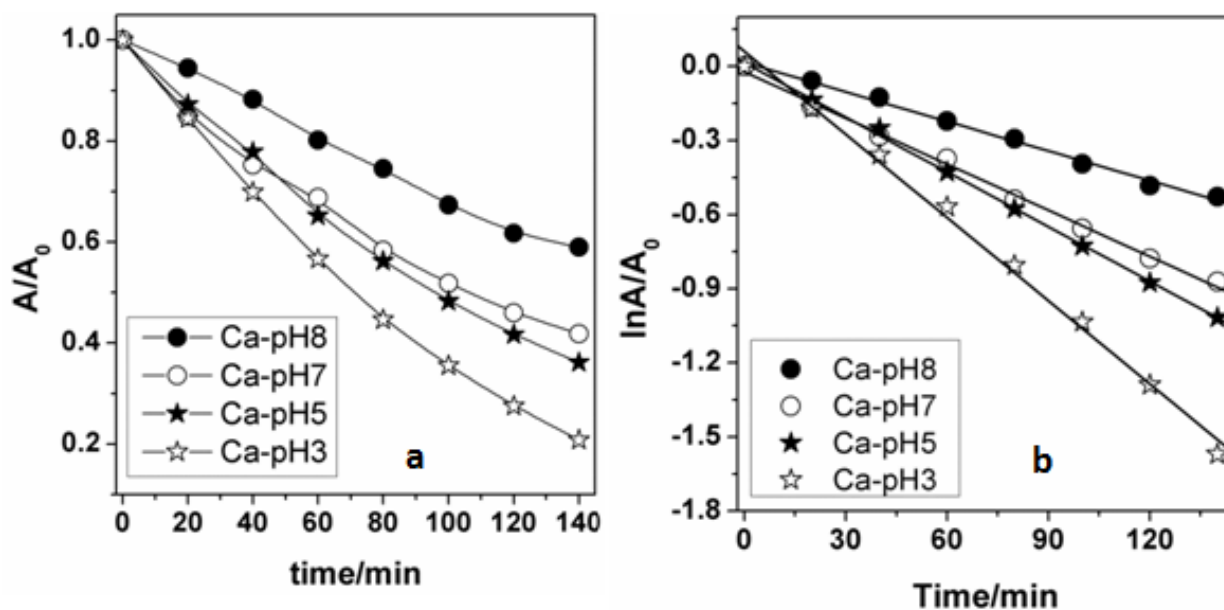 A/A0
1.0
0.8
0.6
0.4
0.2
Ca-pH8
Ca-pH7
Ca-pH5
Ca-pH3
a
0 20 40 60 80 100 120 140
time/min
lnA/A0
0.0
-0.3
-0.6
-0.9
-1.2
-1.5
-1.8
Ca-pH8
Ca-pH7
Ca-pH5
Ca-pH3
b
0 30 60 90 120
Time/min